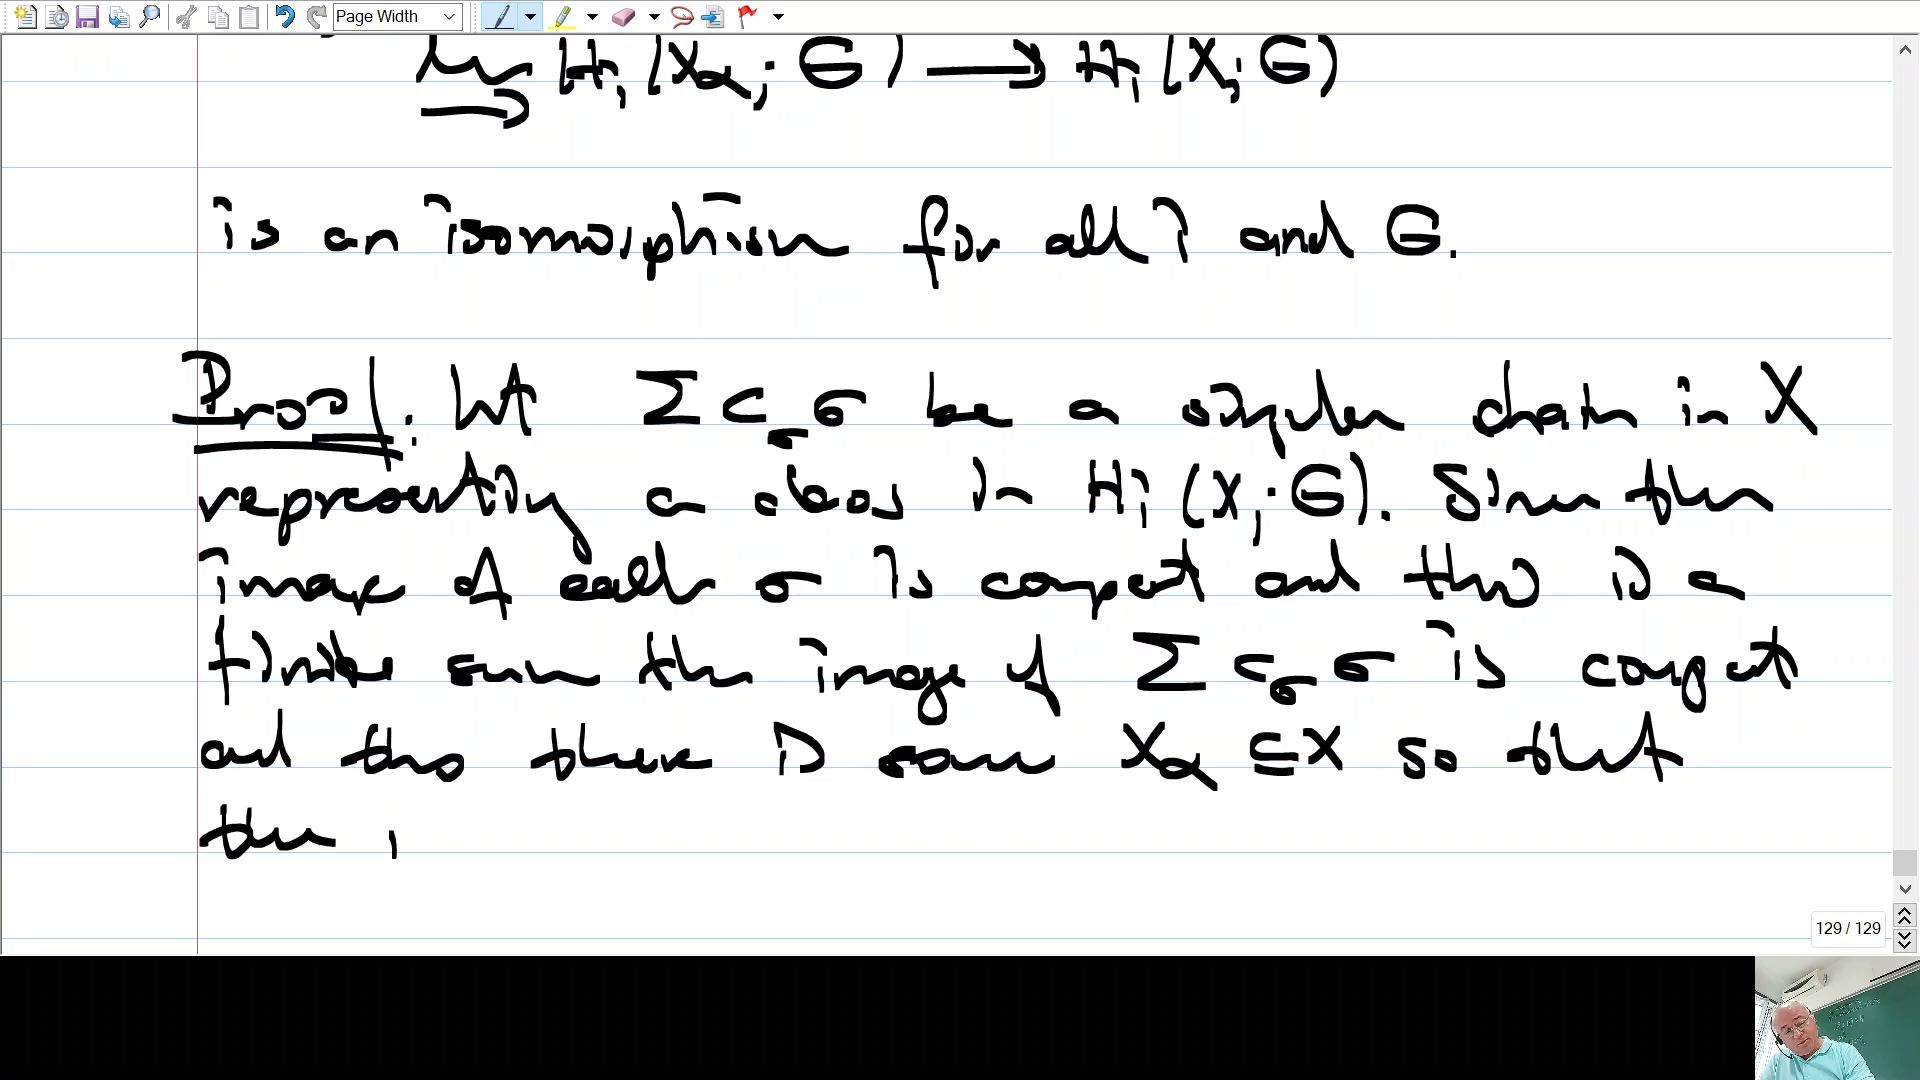 Page Width
lim H_i (X_α; G) → H_i (X; G)
is an isomorphism for all i and G.
Proof: Let Σ c_σ σ be a singular chain in X
representing a class in H_i (X; G). Since the
image of each σ is compact and this is a
finite sum the image of Σ c_σ σ is compact
and thus there is some X_α ⊆ X so that
the i
129 / 129